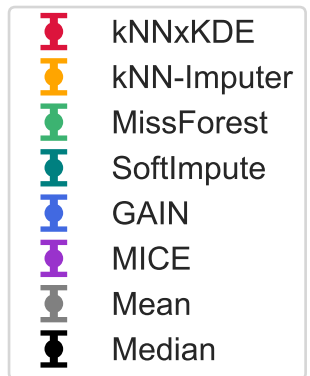 kNNxKDE
kNN-Imputer
MissForest
SoftImpute
GAIN
MICE
Mean
Median